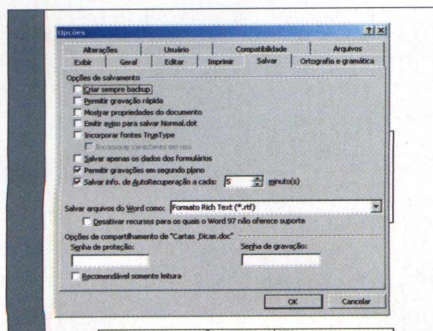 Opções
Alterações Usuário Compatibilidade Arquivos
Exibir Geral Editar Imprimir Salvar Ortografia e gramática
Opções de salvamento
Criar sempre backup
Permitir gravação rápida
Mostrar propriedades do documento
Emitir aviso para salvar Normal.dot
Incorporar fontes TrueType
Incorporar caracteres em uso
Salvar apenas os dados dos formulários
Permitir gravações em segundo plano
Salvar info. de AutoRecuperação a cada: 5 minuto(s)
Salvar arquivos do Word como: Formato Rich Text (*.rtf)
Desativar recursos para os quais o Word 97 não oferece suporte
Opções de compartilhamento de "Cartas_Dicas.doc"
Senha de proteção: Senha de gravação:
Recomendável somente leitura
OK Cancelar